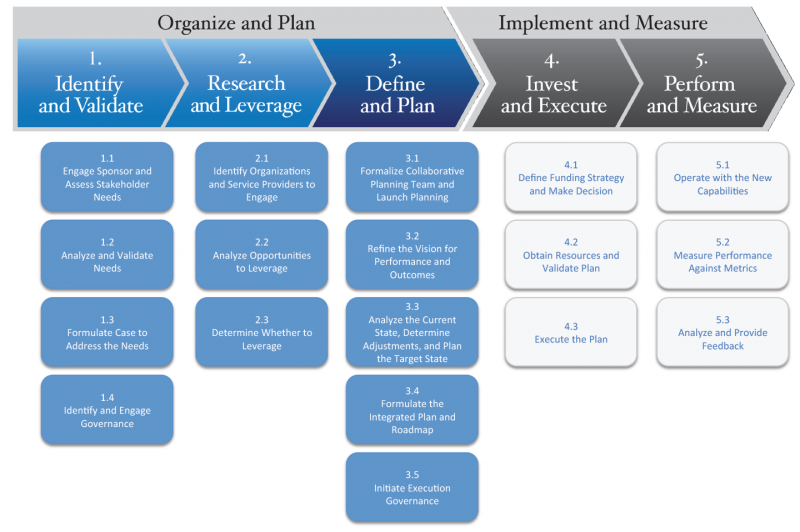 Organize and Plan
Implement and Measure
1.
Identify
and Validate
2.
Research
and Leverage
3.
Define
and Plan
4.
Invest
and Execute
5.
Perform
and Measure
1.1
Engage Sponsor and
Assess Stakeholder
Needs
1.2
Analyze and Validate
Needs
1.3
Formulate Case to
Address the Needs
1.4
Identify and Engage
Governance
2.1
Identify Organizations
and Service Providers to
Engage
2.2
Analyze Opportunities
to Leverage
2.3
Determine Whether to
Leverage
3.1
Formalize Collaborative
Planning Team and
Launch Planning
3.2
Refine the Vision for
Performance and
Outcomes
3.3
Analyze the Current
State, Determine
Adjustments, and Plan
the Target State
3.4
Formulate the
Integrated Plan and
Roadmap
3.5
Initiate Execution
Governance
4.1
Define Funding Strategy
and Make Decision
4.2
Obtain Resources and
Validate Plan
4.3
Execute the Plan
5.1
Operate with the New
Capabilities
5.2
Measure Performance
Against Metrics
5.3
Analyze and Provide
Feedback